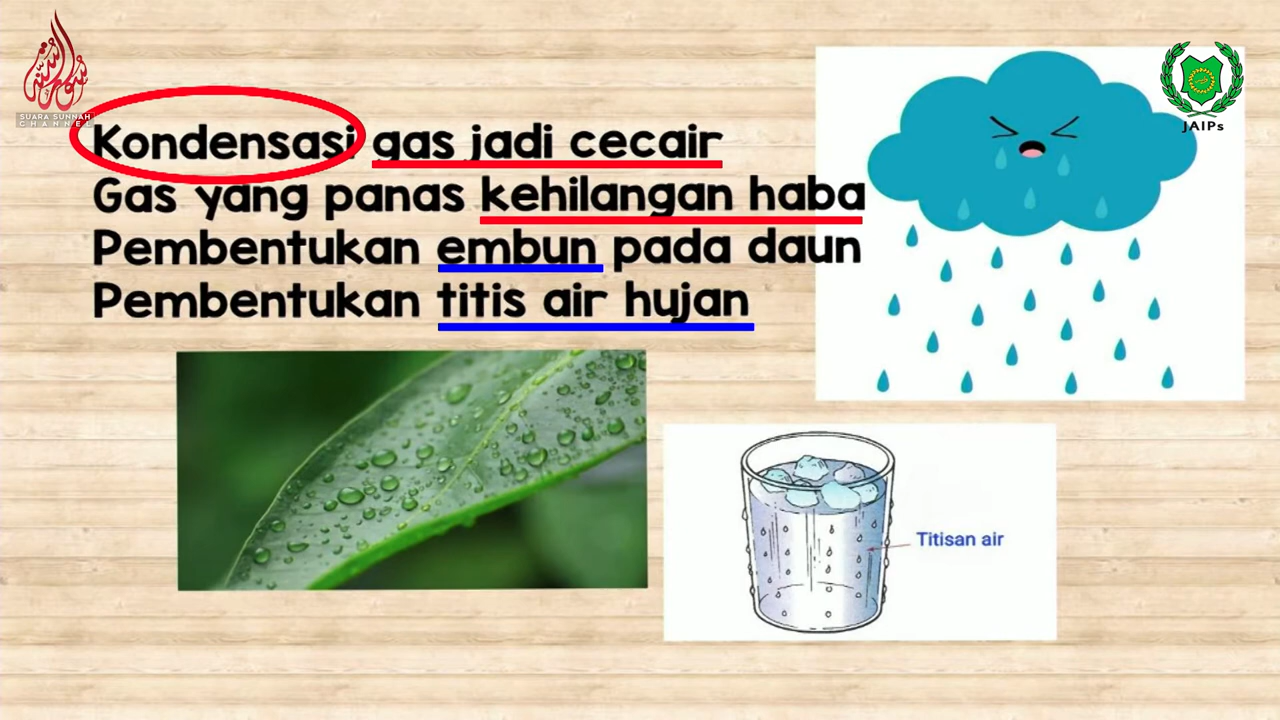 SUARA SUNNAH
CHANNEL
JAIPs
Kondensasi gas jadi cecair
Gas yang panas kehilangan haba
Pembentukan embun pada daun
Pembentukan titis air hujan
Titisan air